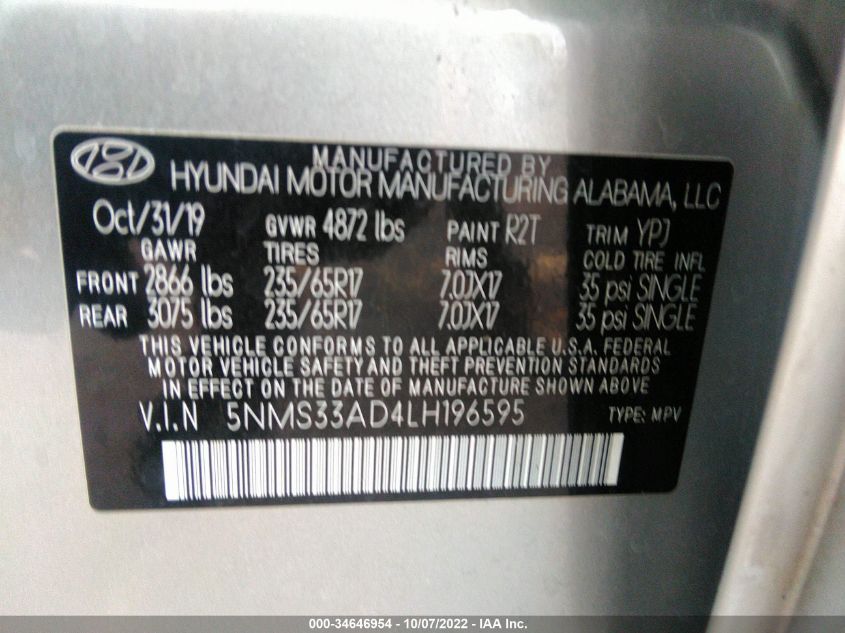 MANUFACTURED BY
HYUNDAI MOTOR MANUFACTURING ALABAMA, LLC
Oct/31/19 GVWR 4872 lbs PAINT R2T TRIM YPJ
GAWR TIRES RIMS COLD TIRE INFL
FRONT 2866 lbs 235/65R17 7.0JX17 35 psi SINGLE
REAR 3075 lbs 235/65R17 7.0JX17 35 psi SINGLE
THIS VEHICLE CONFORMS TO ALL APPLICABLE U.S.A. FEDERAL
MOTOR VEHICLE SAFETY AND THEFT PREVENTION STANDARDS
IN EFFECT ON THE DATE OF MANUFACTURE SHOWN ABOVE
V.I.N 5NMS33AD4LH196595 TYPE: MPV
000-34646954 - 10/07/2022 - IAA Inc.